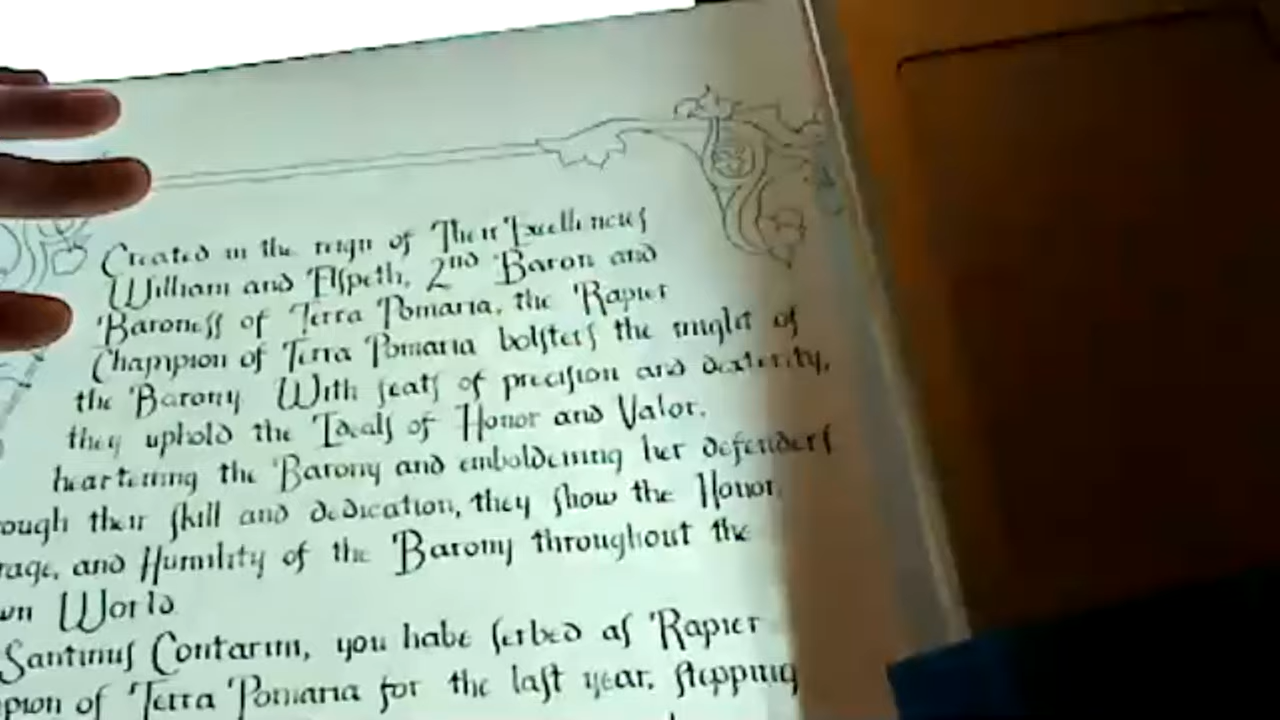 Created in the reign of Their Excellencies
William and Elspeth, 2nd Baron and
Baroness of Terra Pomaria, the Rapier
Champion of Terra Pomaria bolsters the might of
the Barony With feats of precision and dexterity,
they uphold the Ideals of Honor and Valor,
heartening the Barony and emboldening her defenders
ough their skill and dedication, they show the Honor,
rage, and Humility of the Barony throughout the
wn World
Santinus Contarini, you have served as Rapier
pion of Terra Pomaria for the last year, stepping